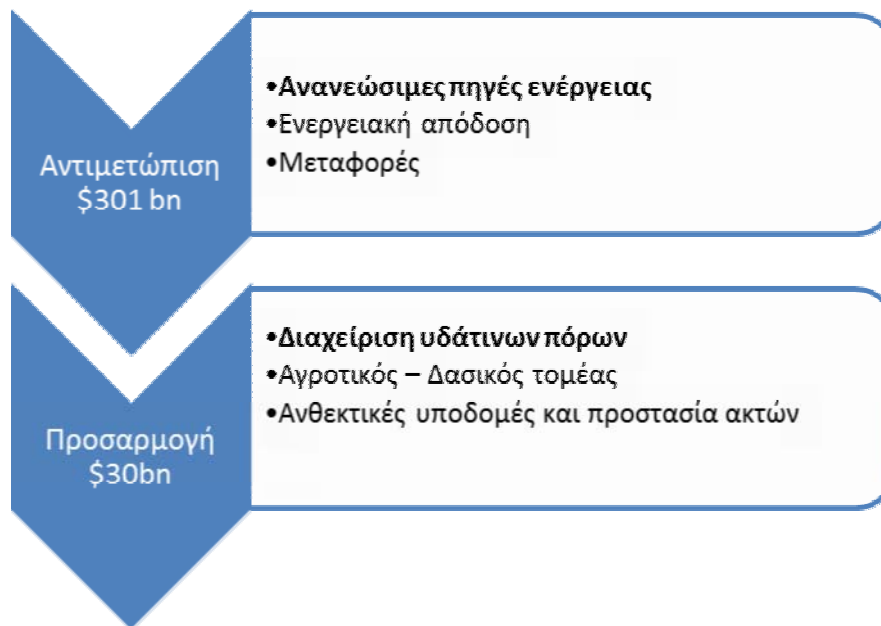 Αντιμετώπιση
$301 bn
•Ανανεώσιμες πηγές ενέργειας
•Ενεργειακή απόδοση
•Μεταφορές
Προσαρμογή
$30bn
•Διαχείριση υδάτινων πόρων
•Αγροτικός – Δασικός τομέας
•Ανθεκτικές υποδομές και προστασία ακτών